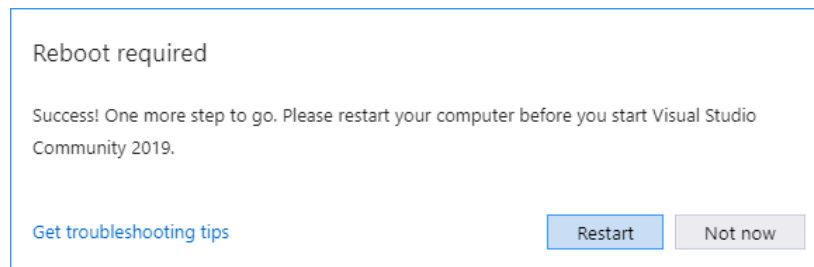 Reboot required
Success! One more step to go. Please restart your computer before you start Visual Studio
Community 2019.
Get troubleshooting tips
Restart
Not now